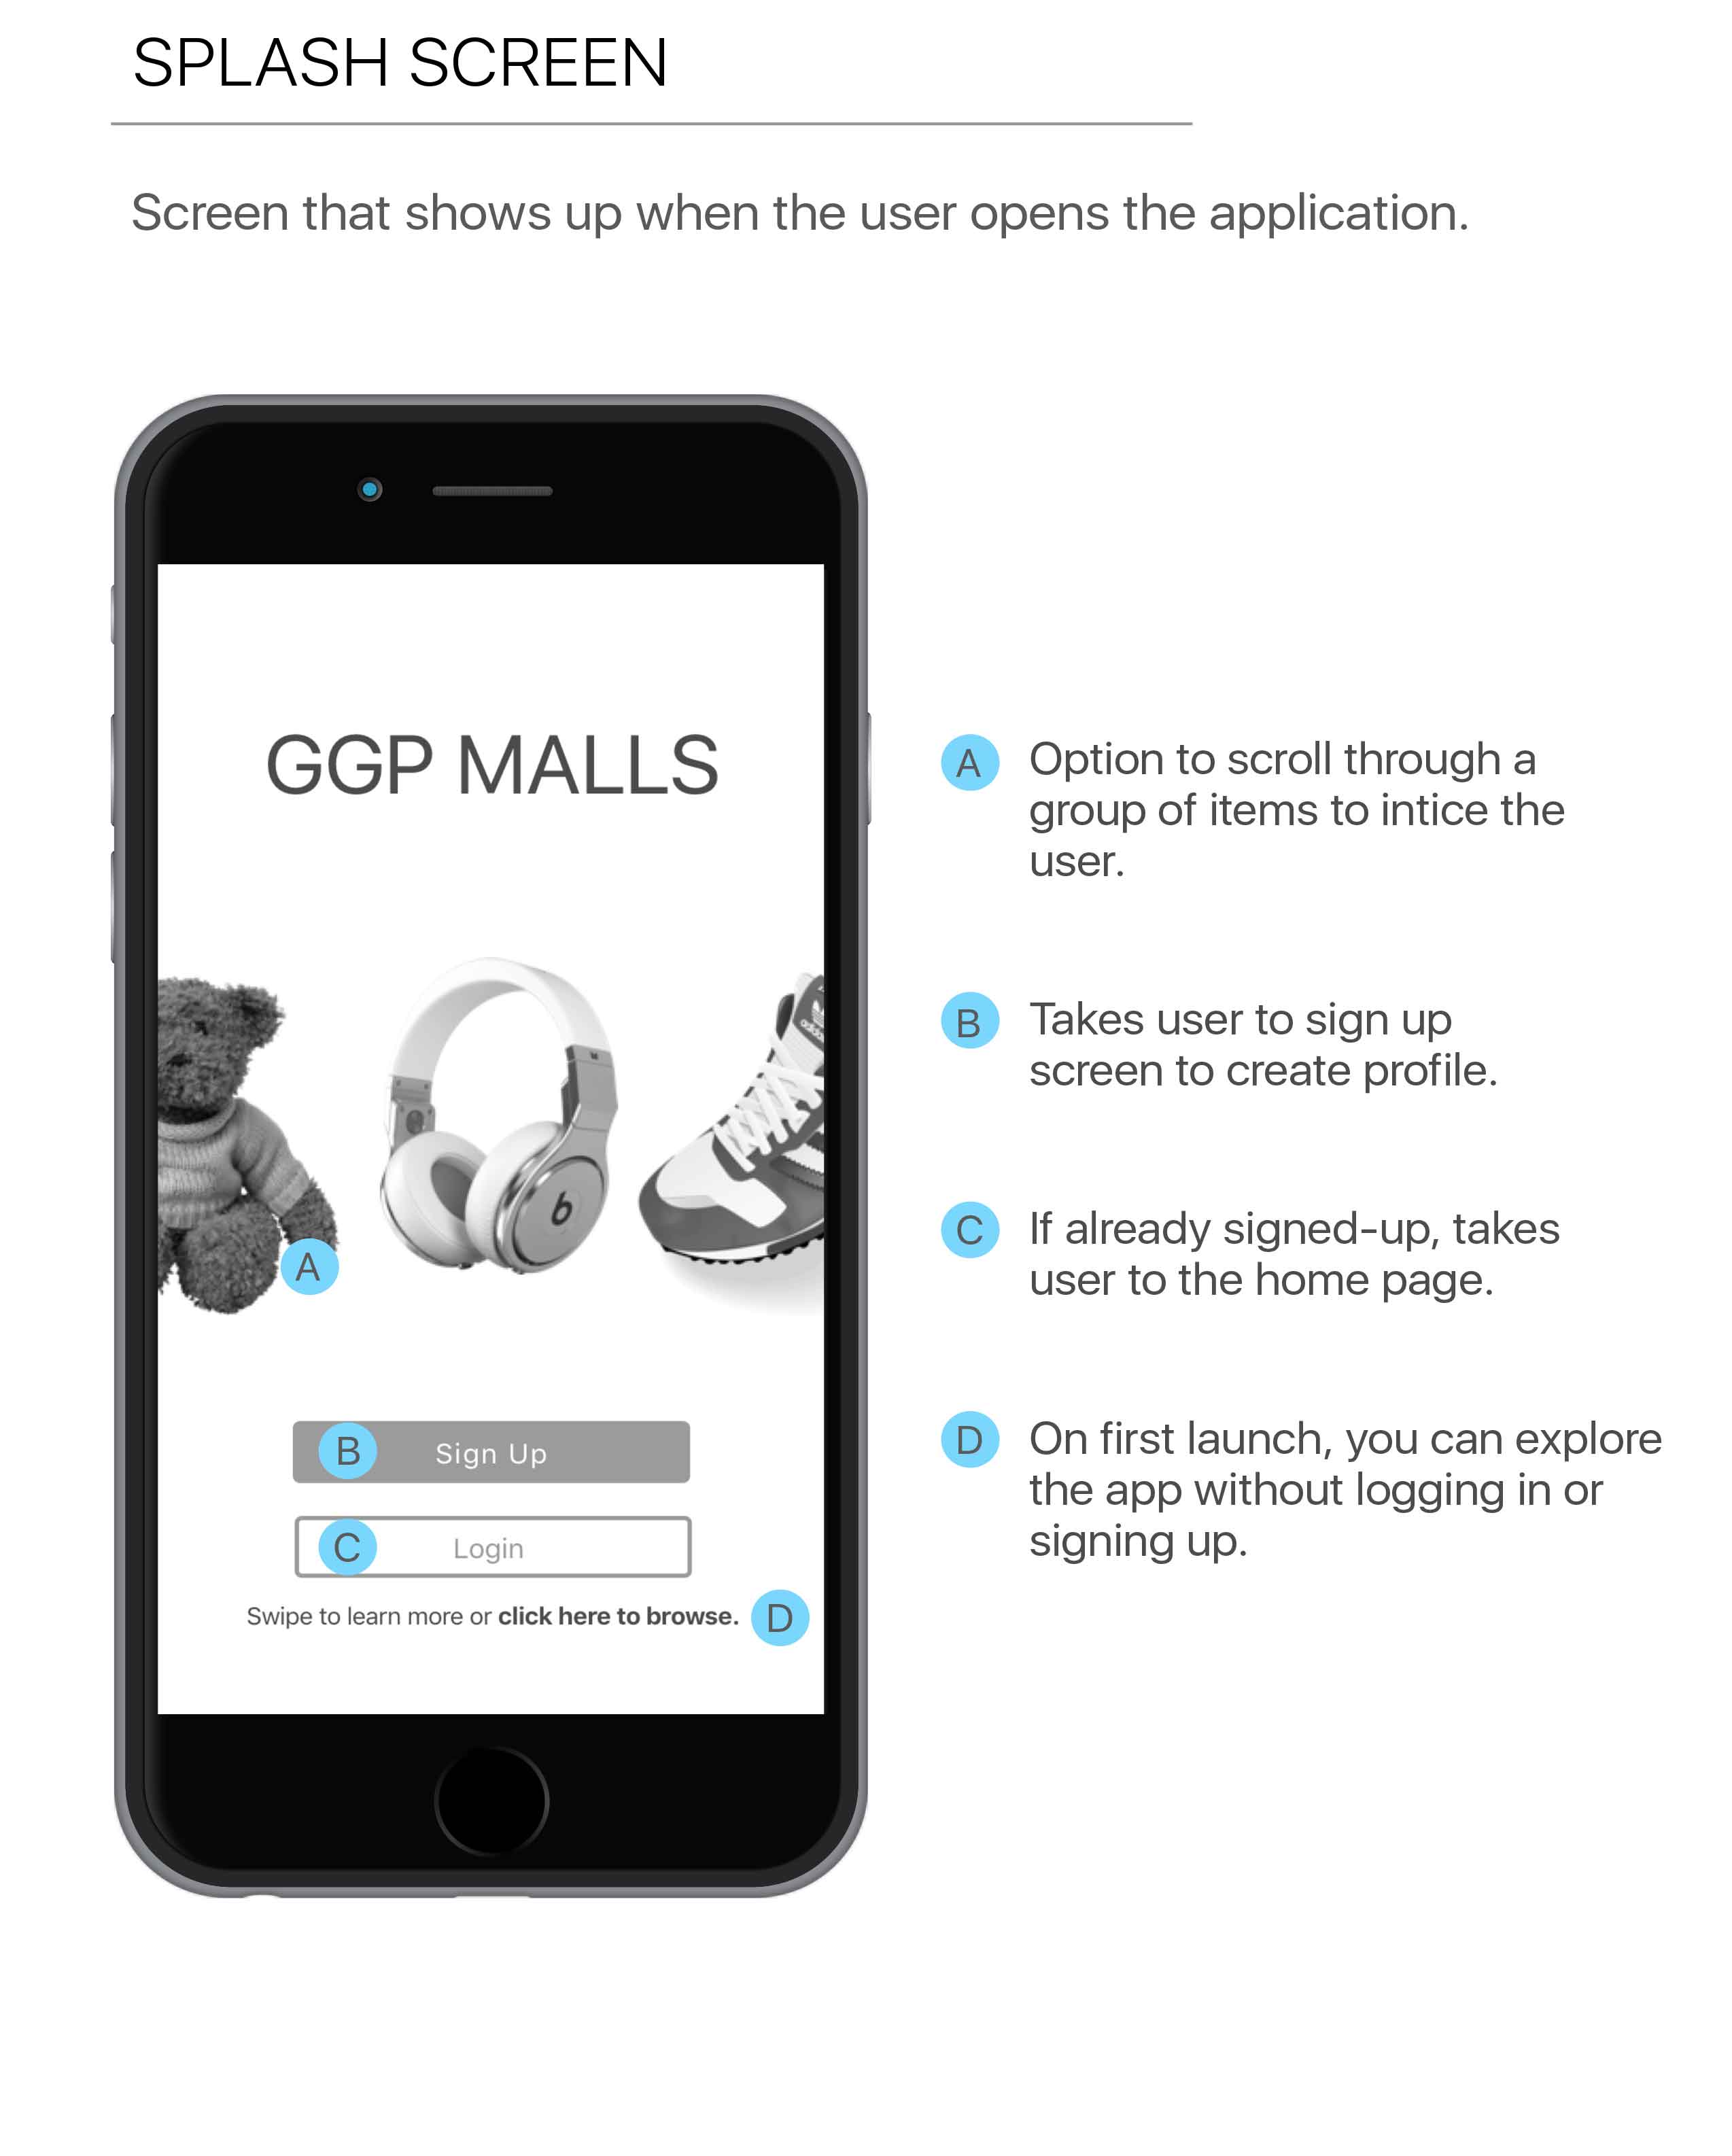 SPLASH SCREEN
Screen that shows up when the user opens the application.
GGP MALLS
adidas
b
A
B Sign Up
C Login
Swipe to learn more or click here to browse. D
A Option to scroll through a
group of items to intice the
user.
B Takes user to sign up
screen to create profile.
C If already signed-up, takes
user to the home page.
D On first launch, you can explore
the app without logging in or
signing up.